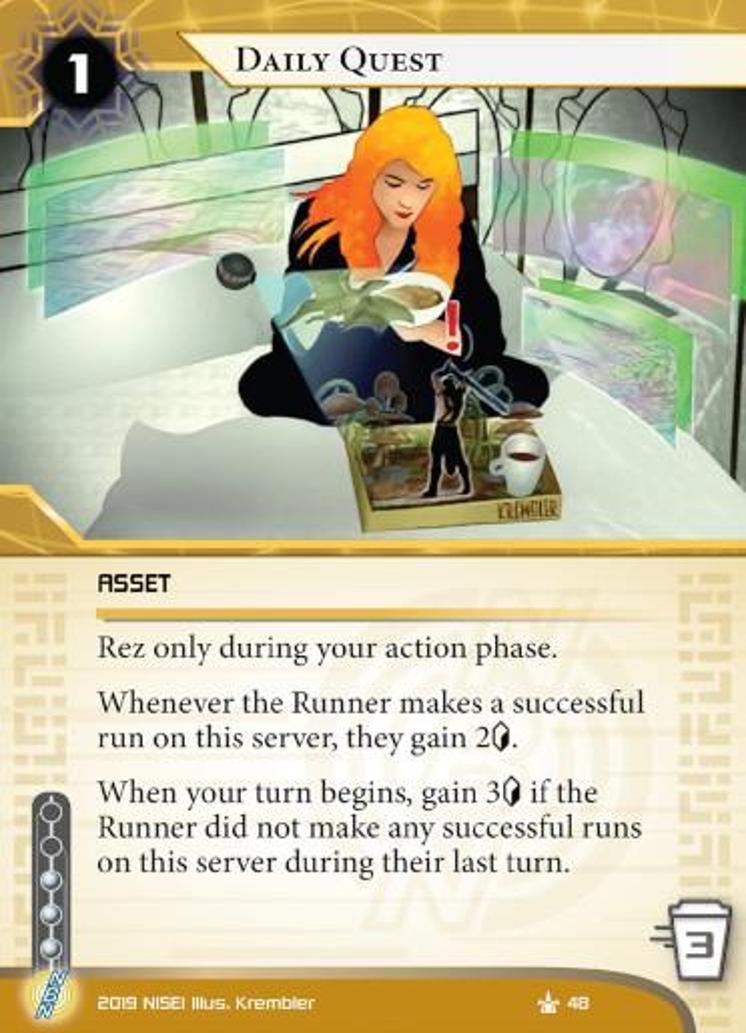 1
DAILY QUEST
!
KREMBLER
ASSET
Rez only during your action phase.
Whenever the Runner makes a successful
run on this server, they gain 2.
When your turn begins, gain 3 if the
Runner did not make any successful runs
on this server during their last turn.
3
NBN
2019 NISEI Illus. Krembler
48